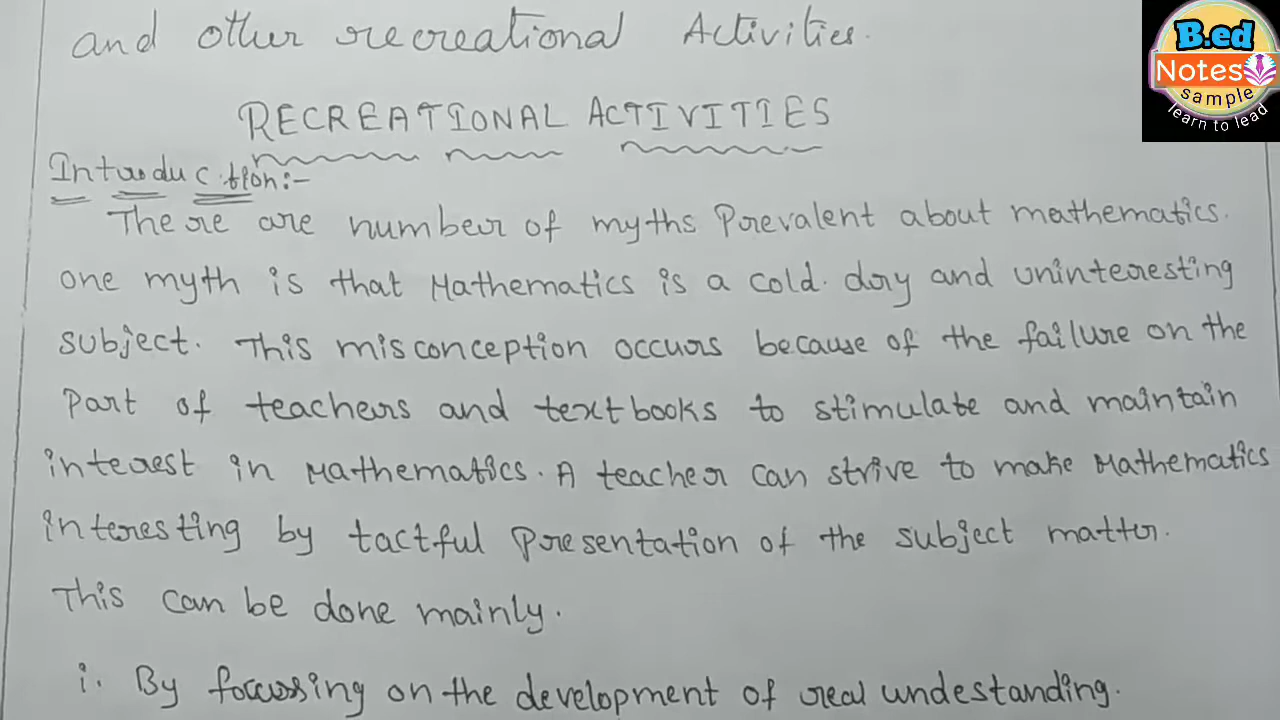 and other recreational Activities.
RECREATIONAL ACTIVITIES
Introduction:-
There are number of myths Prevalent about mathematics.
one myth is that Mathematics is a cold. dry and uninteresting
subject. This misconception occurs because of the failure on the
Part of teachers and textbooks to stimulate and maintain
interest in Mathematics. A teacher can strive to make Mathematics
interesting by tactful Presentation of the subject matter.
This can be done mainly.
i. By focussing on the development of real undestanding.
B.ed
Notes
sample
learn to lead